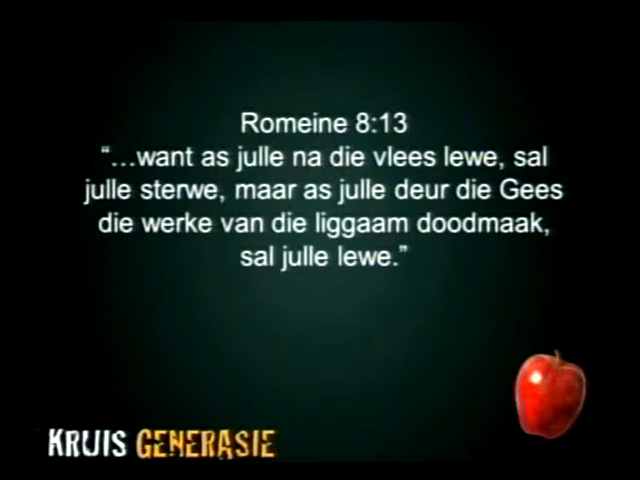 Romeine 8:13
“...want as julle na die vlees lewe, sal
julle sterwe, maar as julle deur die Gees
die werke van die liggaam doodmaak,
sal julle lewe.”
KRUIS GENERASIE